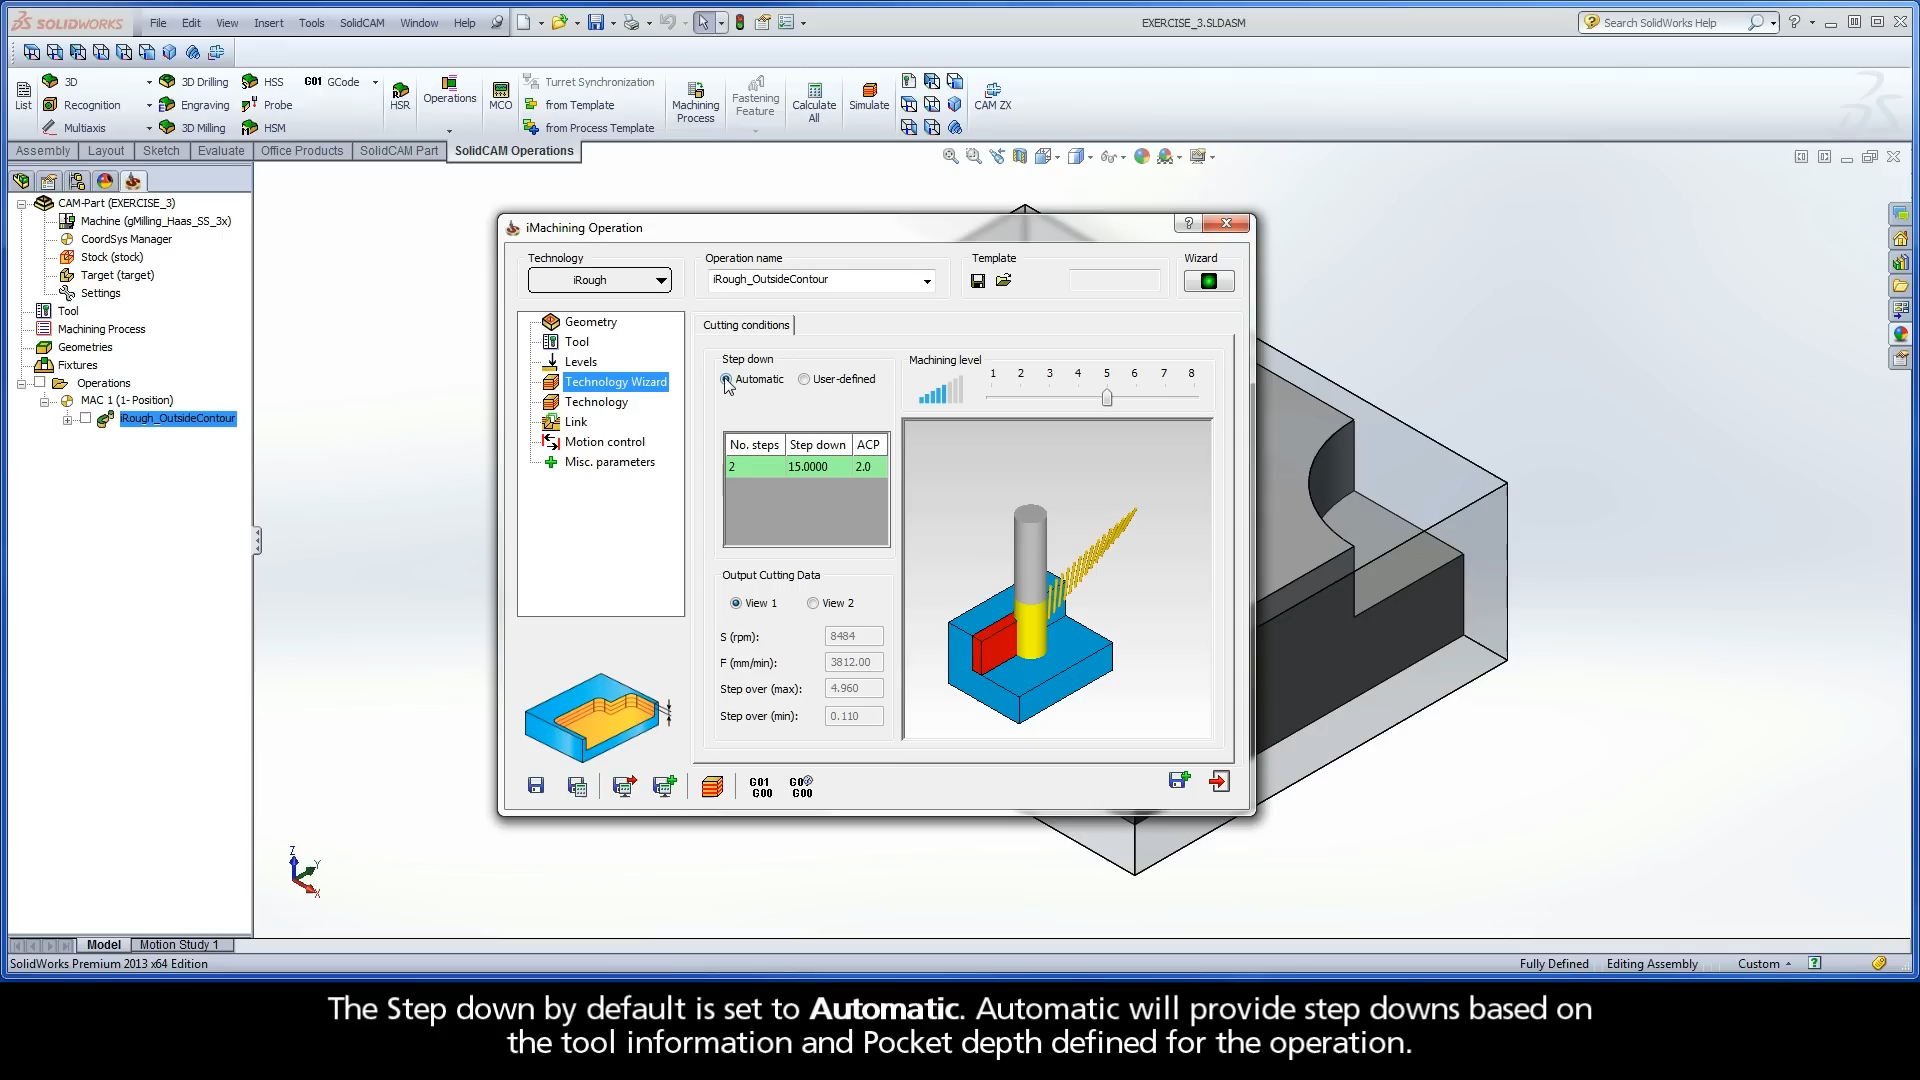 SOLIDWORKS File Edit View Insert Tools SolidCAM Window Help EXERCISE_3.SLDASM Search SolidWorks Help
3D 3D Drilling HSS G01 GCode Turret Synchronization
List Recognition Engraving Probe HSR Operations MCO from Template Machining Process Fastening Feature Calculate All Simulate CAM ZX
Multiaxis 3D Milling HSM from Process Template
Assembly Layout Sketch Evaluate Office Products SolidCAM Part SolidCAM Operations
CAM-Part (EXERCISE_3)
Machine (gMilling_Haas_SS_3x)
CoordSys Manager
Stock (stock)
Target (target)
Settings
Tool
Machining Process
Geometries
Fixtures
Operations
MAC 1 (1- Position)
iRough_OutsideContour
iMachining Operation
Technology Operation name Template Wizard
iRough iRough_OutsideContour
Geometry
Tool
Levels
Technology Wizard
Technology
Link
Motion control
Misc. parameters
Cutting conditions
Step down
Automatic User-defined
Machining level
1 2 3 4 5 6 7 8
No. steps Step down ACP
2 15.0000 2.0
Output Cutting Data
View 1 View 2
S (rpm): 8484
F (mm/min): 3812.00
Step over (max): 4.960
Step over (min): 0.110
G01 G00
G00
Z
Y
X
Model Motion Study 1
SolidWorks Premium 2013 x64 Edition Fully Defined Editing Assembly Custom
The Step down by default is set to Automatic. Automatic will provide step downs based on
the tool information and Pocket depth defined for the operation.